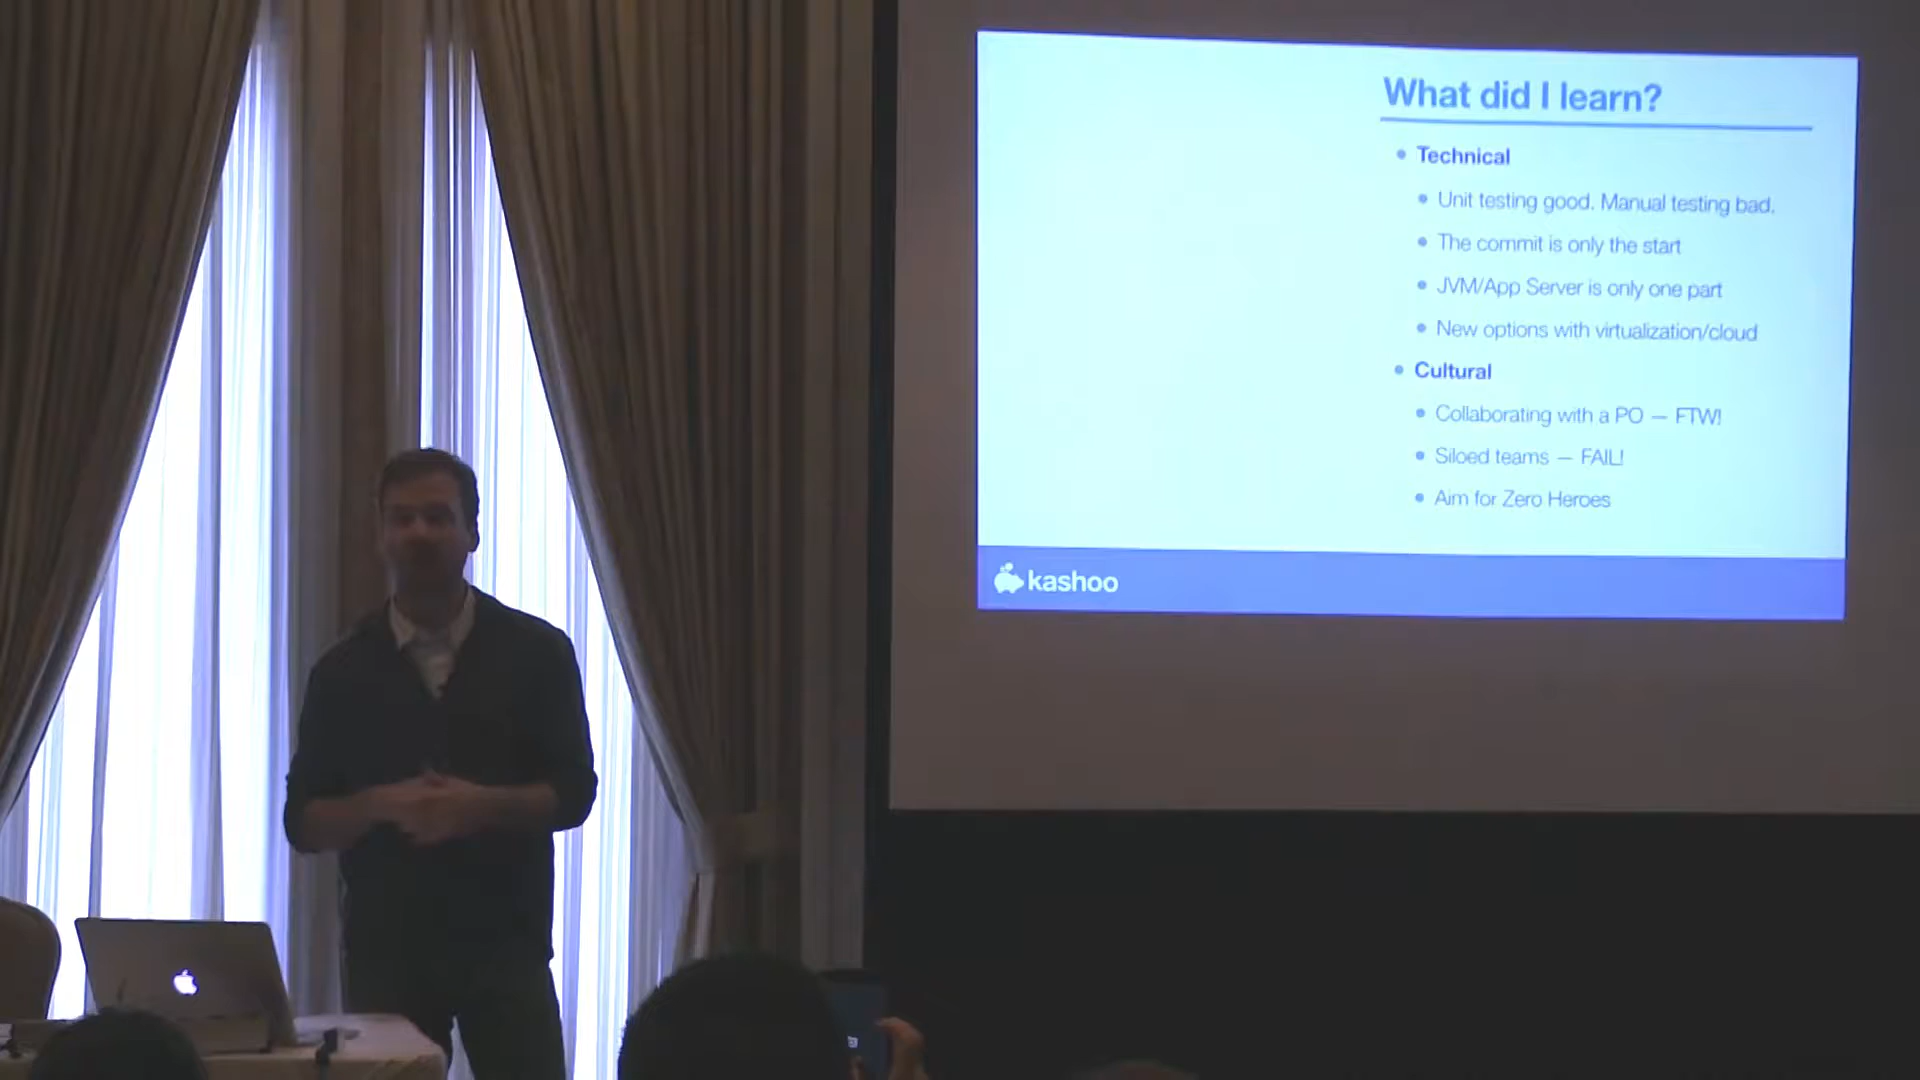 What did I learn?
Technical
Unit testing good. Manual testing bad.
The commit is only the start
JVM/App Server is only one part
New options with virtualization/cloud
Cultural
Collaborating with a PO — FTW!
Siloed teams — FAIL!
Aim for Zero Heroes
kashoo